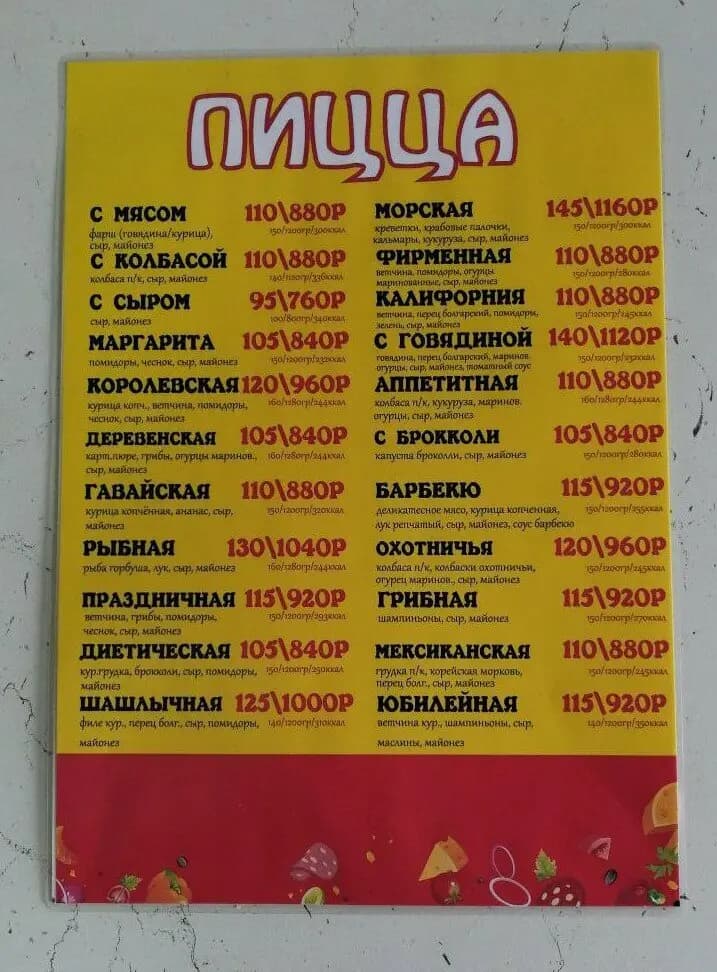 ПИЦЦА
С МЯСОМ 110\880Р
фарш (говядина/курица), 150/1200гр/300ккал
сыр, майонез
С КОЛБАСОЙ 110\880Р
колбаса п/к, сыр, майонез 140/1120гр/336ккал
С СЫРОМ 95\760Р
сыр, майонез 100/800гр/340ккал
МАРГАРИТА 105\840Р
помидоры, чеснок, сыр, майонез 150/1200гр/232ккал
КОРОЛЕВСКАЯ 120\960Р
курица копч., ветчина, помидоры, 160/1280гр/244ккал
чеснок, сыр, майонез
ДЕРЕВЕНСКАЯ 105\840Р
карт.пюре, грибы, огурцы маринов., 160/1280гр/244ккал
сыр, майонез
ГАВАЙСКАЯ 110\880Р
курица копчённая, ананас, сыр, 150/1200гр/320ккал
майонез
РЫБНАЯ 130\1040Р
рыба горбуша, лук, сыр, майонез 160/1280гр/244ккал
ПРАЗДНИЧНАЯ 115\920Р
ветчина, грибы, помидоры, 150/1200гр/293ккал
чеснок, сыр, майонез
ДИЕТИЧЕСКАЯ 105\840Р
кур.грудка, брокколи, сыр, помидоры, 150/1200гр/250ккал
майонез
ШАШЛЫЧНАЯ 125\1000Р
филе кур., перец болг., сыр, помидоры, 140/1200гр/310ккал
майонез
МОРСКАЯ 145\1160Р
креветки, крабовые палочки, 150/1200гр/300ккал
кальмары, кукуруза, сыр, майонез
ФИРМЕННАЯ 110\880Р
ветчина, помидоры, огурцы 150/1200гр/280ккал
маринованные, сыр, майонез
КАЛИФОРНИЯ 110\880Р
ветчина, перец болгарский, помидоры, 150/1200гр/245ккал
зелень, сыр, майонез
С ГОВЯДИНОЙ 140\1120Р
говядина, перец болгарский, маринов. 150/1200гр/252ккал
огурцы, сыр, майонез, томатный соус
АППЕТИТНАЯ 110\880Р
колбаса п/к, кукуруза, маринов. 160/1280гр/244ккал
огурцы, сыр, майонез
С БРОККОЛИ 105\840Р
капуста броколли, сыр, майонез 150/1200гр/280ккал
БАРБЕКЮ 115\920Р
деликатесное мясо, курица копченная, 150/1200гр/255ккал
лук репчатый, сыр, майонез, соус барбекю
ОХОТНИЧЬЯ 120\960Р
колбаса п/к, колбаски охотничьи, 150/1200гр/245ккал
огурец маринов., сыр, майонез
ГРИБНАЯ 115\920Р
шампиньоны, сыр, майонез 150/1200гр/270ккал
МЕКСИКАНСКАЯ 110\880Р
грудка п/к, корейская морковь, 150/1200гр/245ккал
перец болг., сыр, майонез
ЮБИЛЕЙНАЯ 115\920Р
ветчина кур., шампиньоны, сыр, 140/1200гр/350ккал
маслины, майонез